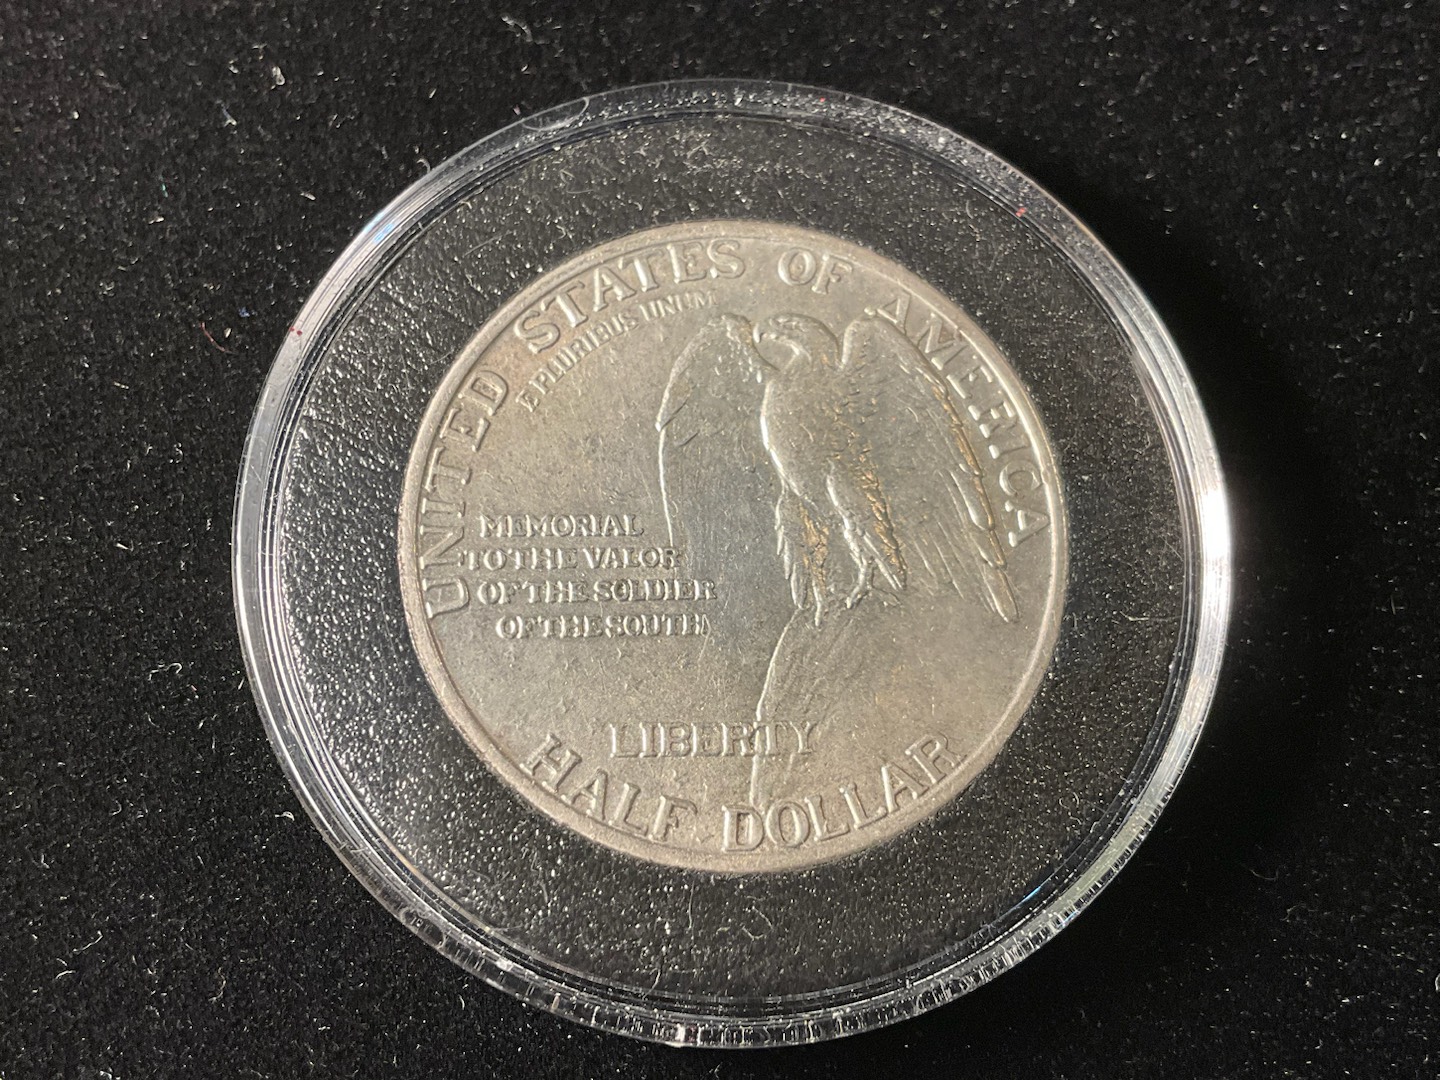 UNITED STATES OF AMERICA
E PLURIBUS UNUM
MEMORIAL
TO THE VALOR
OF THE SOLDIER
OF THE SOUTH
LIBERTY
HALF DOLLAR